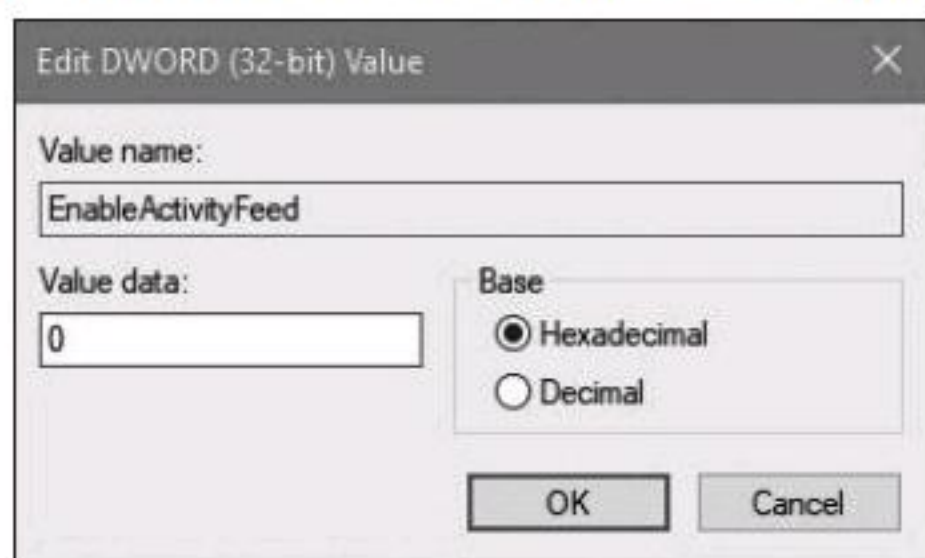 Edit DWORD (32-bit) Value
Value name:
EnableActivityFeed
Value data:
0
Base
Hexadecimal
Decimal
OK
Cancel